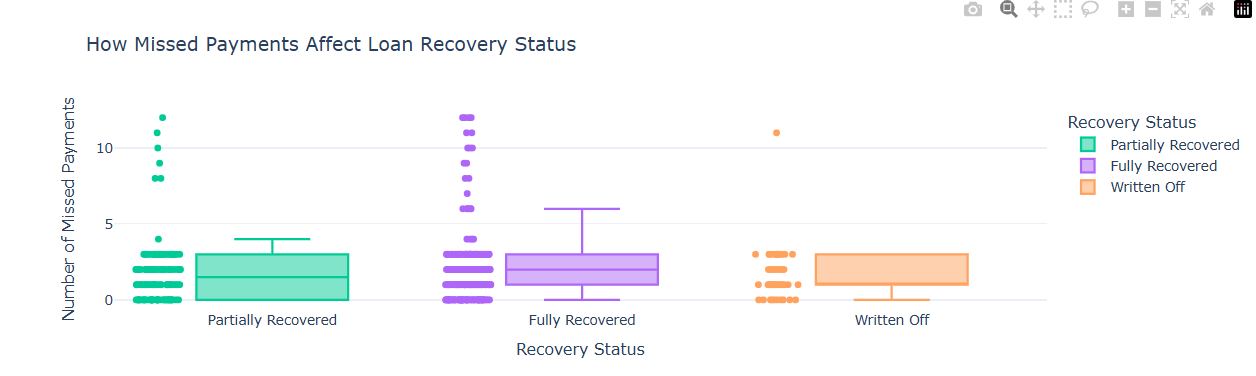 How Missed Payments Affect Loan Recovery Status
Number of Missed Payments
10
5
0
Partially Recovered
Fully Recovered
Written Off
Recovery Status
Recovery Status
Partially Recovered
Fully Recovered
Written Off